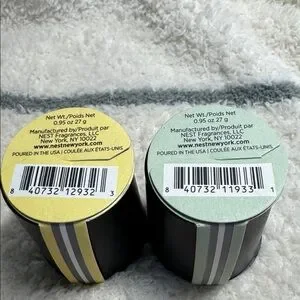 Net Wt./Poids Net
0.95 oz 27 g
Manufactured by/Produit par
NEST Fragrances, LLC
New York, NY 10022
www.nestnewyork.com
POURED IN THE USA | COULÉE AUX ÉTATS-UNIS
8 40732 12932 3
Net Wt./Poids Net
0.95 oz 27 g
Manufactured by/Produit par
NEST Fragrances, LLC
New York, NY 10022
www.nestnewyork.com
POURED IN THE USA | COULÉE AUX ÉTATS-UNIS
8 40732 11933 1